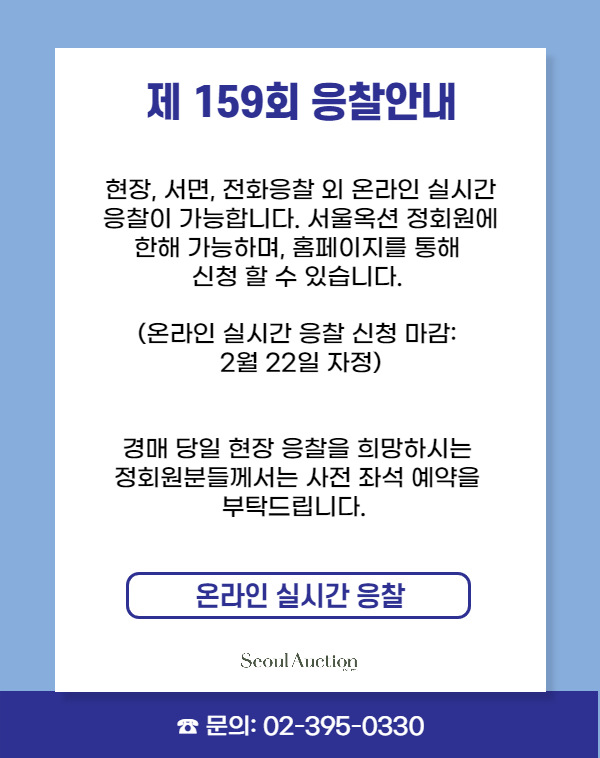 제 159회 응찰안내
현장, 서면, 전화응찰 외 온라인 실시간
응찰이 가능합니다. 서울옥션 정회원에
한해 가능하며, 홈페이지를 통해
신청 할 수 있습니다.
(온라인 실시간 응찰 신청 마감:
2월 22일 자정)
경매 당일 현장 응찰을 희망하시는
정회원분들께서는 사전 좌석 예약을
부탁드립니다.
온라인 실시간 응찰
Seoul Auction
☎ 문의: 02-395-0330